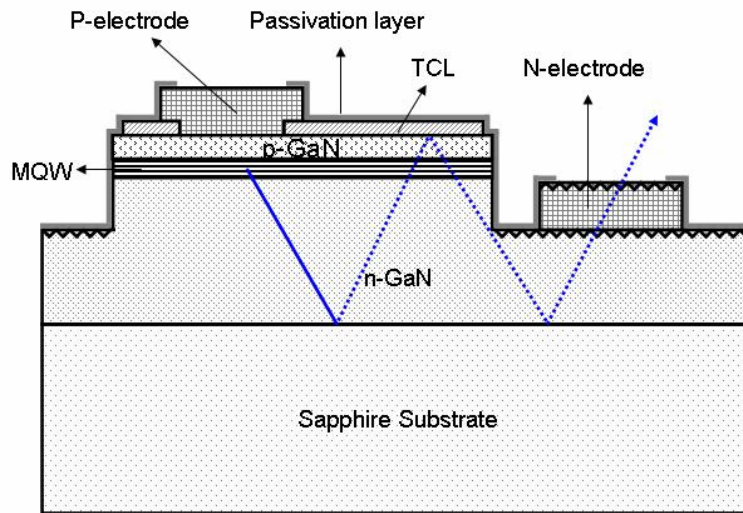 P-electrode
Passivation layer
TCL
N-electrode
p-GaN
MQW
n-GaN
Sapphire Substrate